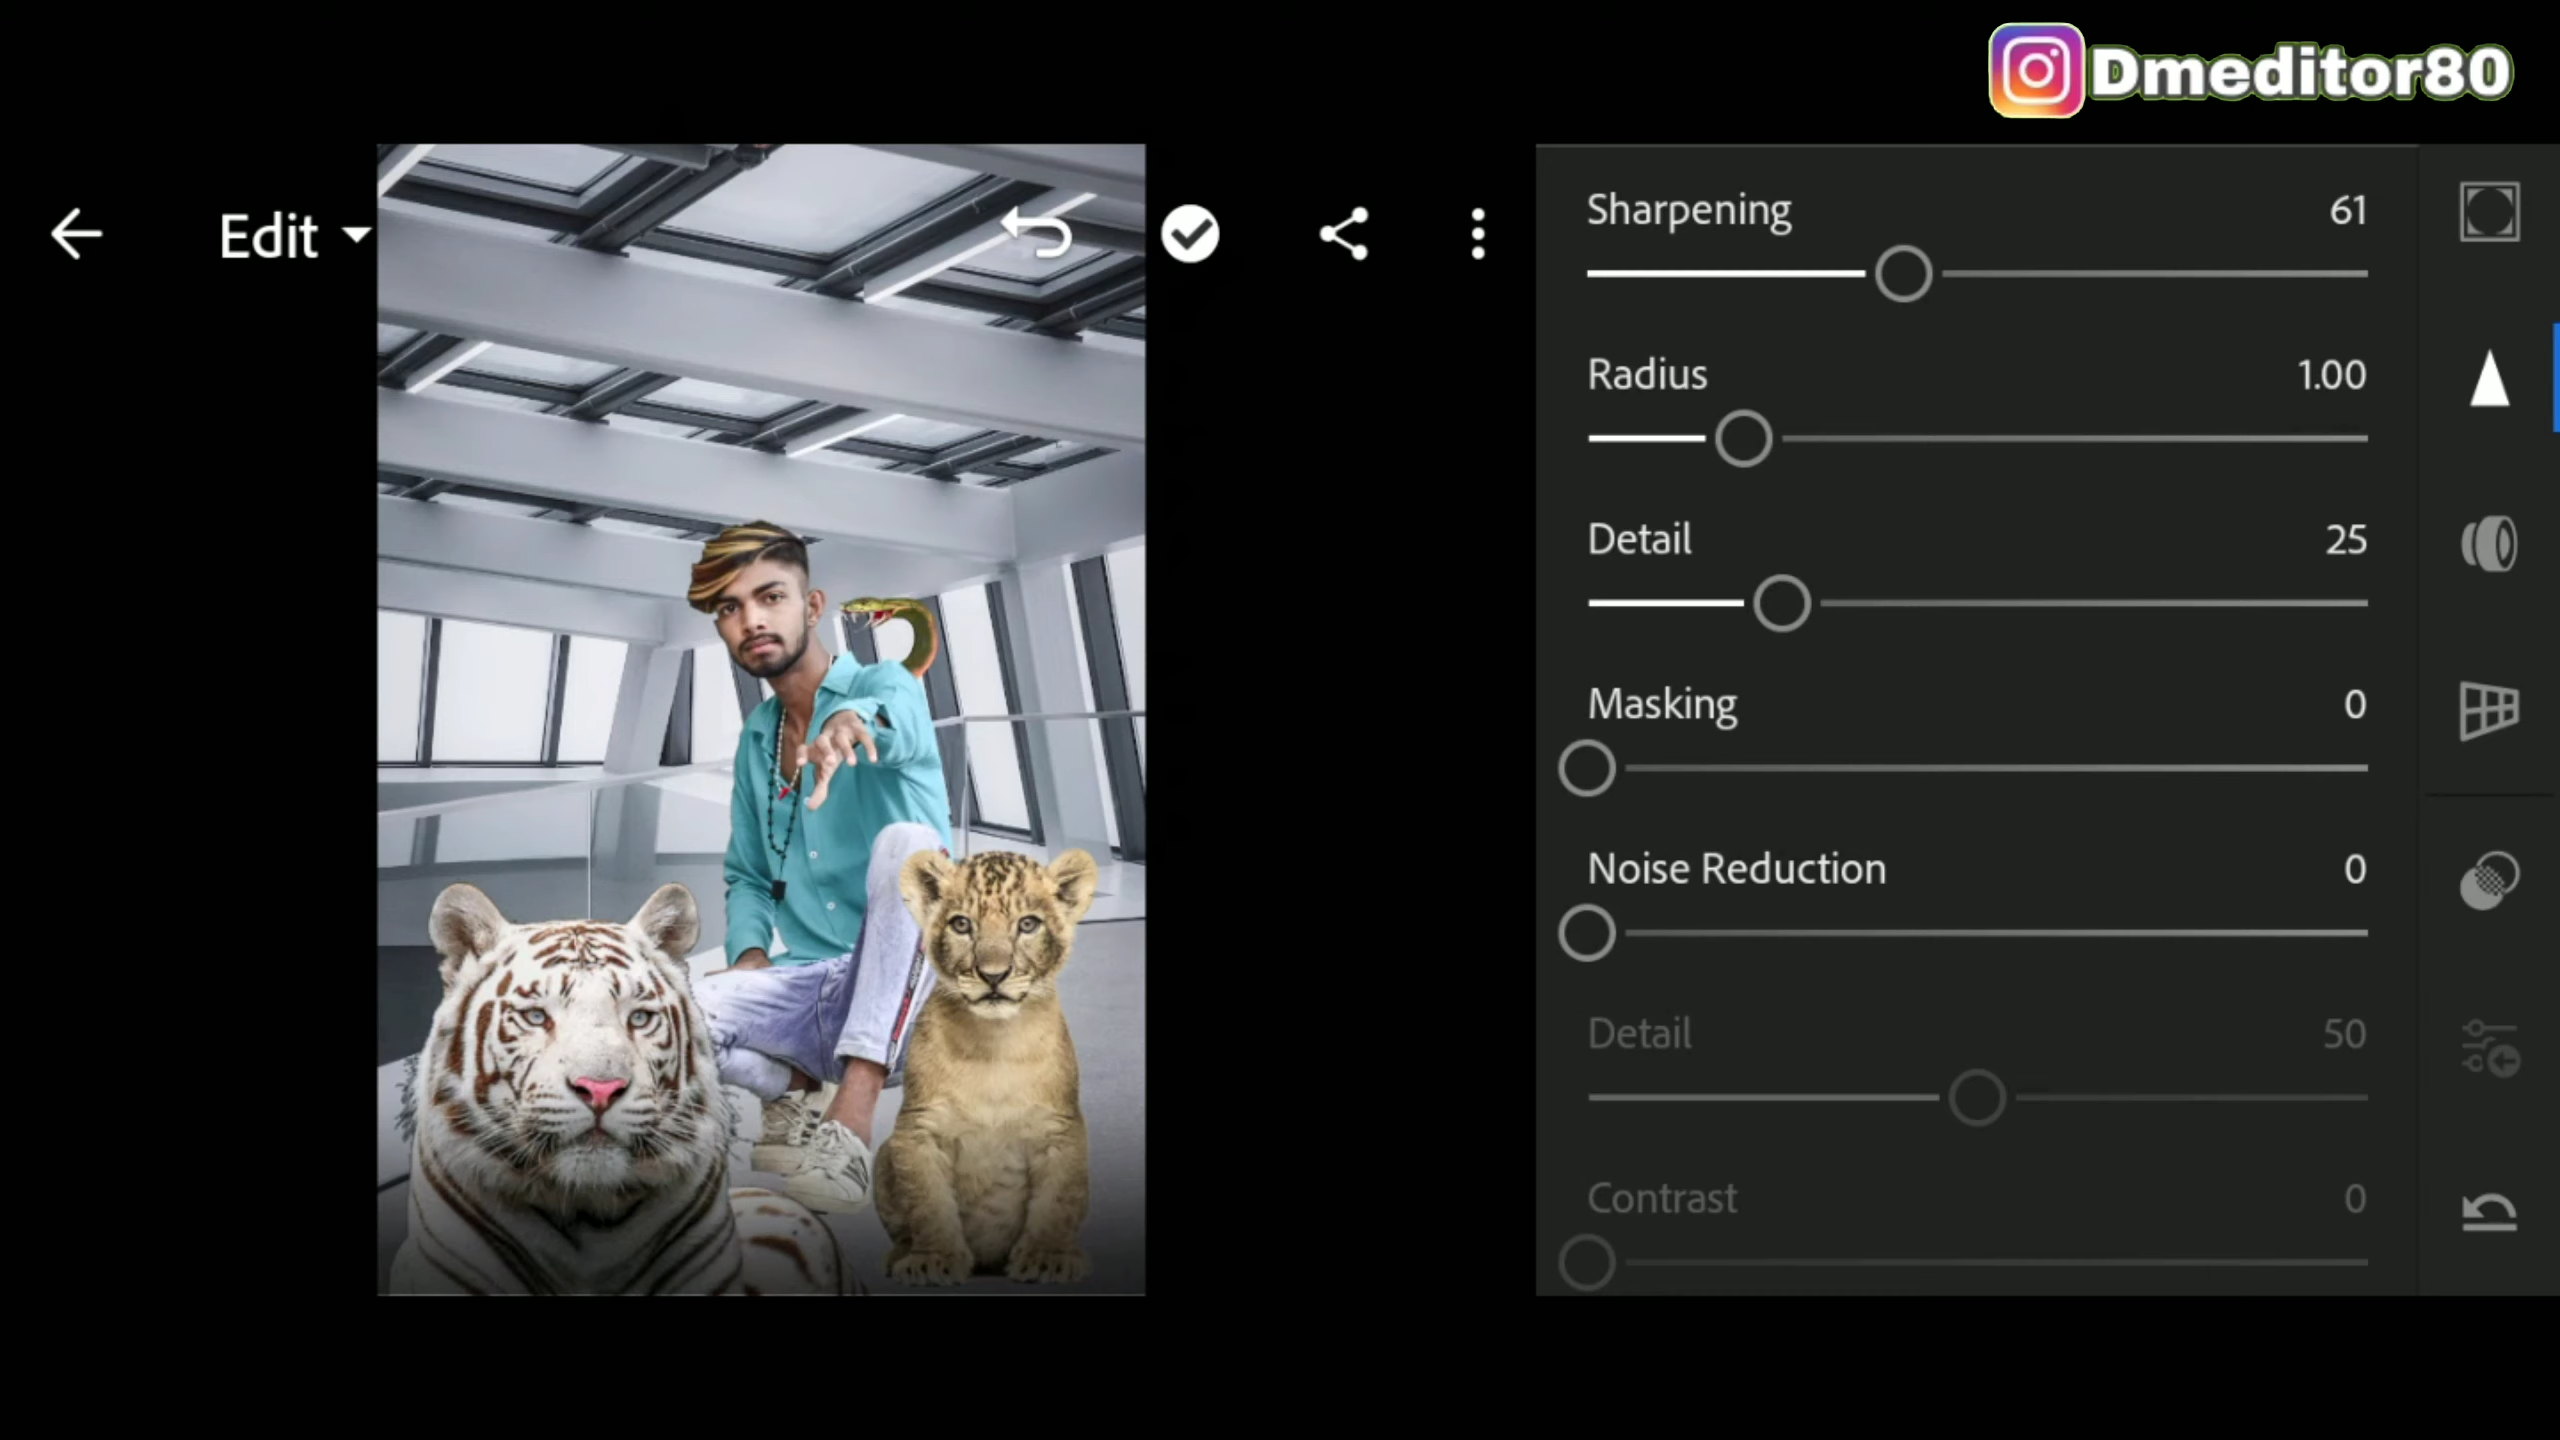 Dmeditor80
Edit
Sharpening 61
Radius 1.00
Detail 25
Masking 0
Noise Reduction 0
Detail 50
Contrast 0